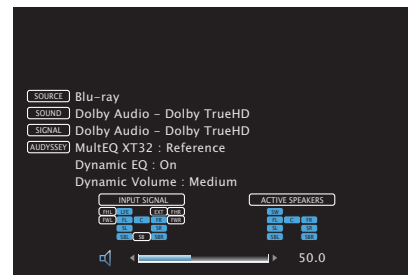 SOURCE Blu-ray
SOUND Dolby Audio – Dolby TrueHD
SIGNAL Dolby Audio – Dolby TrueHD
AUDYSSEY MultEQ XT32 : Reference
Dynamic EQ : On
Dynamic Volume : Medium
INPUT SIGNAL ACTIVE SPEAKERS
FHL LFE EXT FHR SW
FWL FL C FR FWR FL C FR
SL SR SL SR
SBL SB SBR SBL SBR
50.0